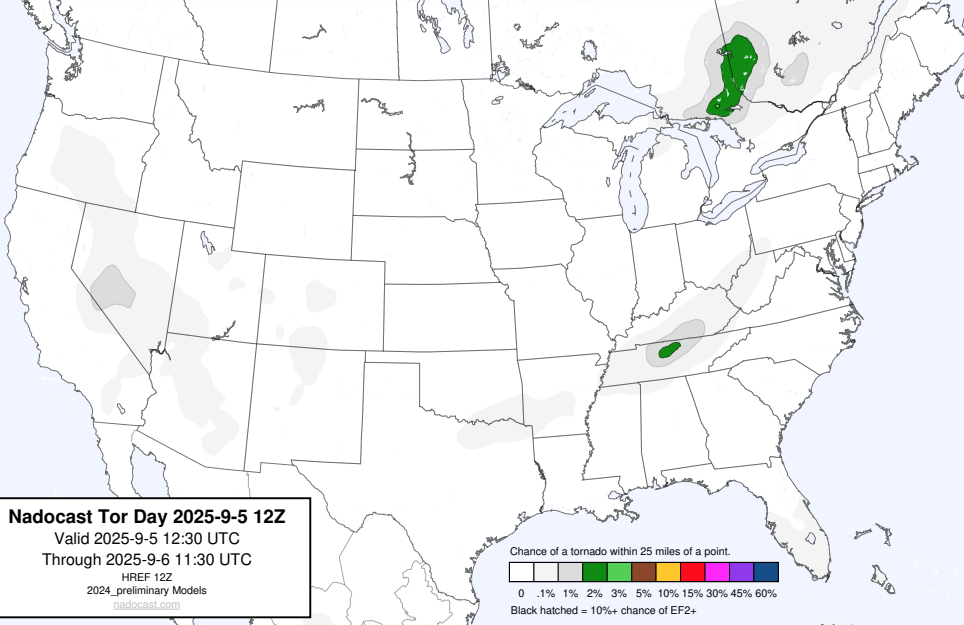 Nadocast Tor Day 2025-9-5 12Z
Valid 2025-9-5 12:30 UTC
Through 2025-9-6 11:30 UTC
HREF 12Z
2024_preliminary Models
nadocast.com
Chance of a tornado within 25 miles of a point.
0 .1% 1% 2% 3% 5% 10% 15% 30% 45% 60%
Black hatched = 10%+ chance of EF2+